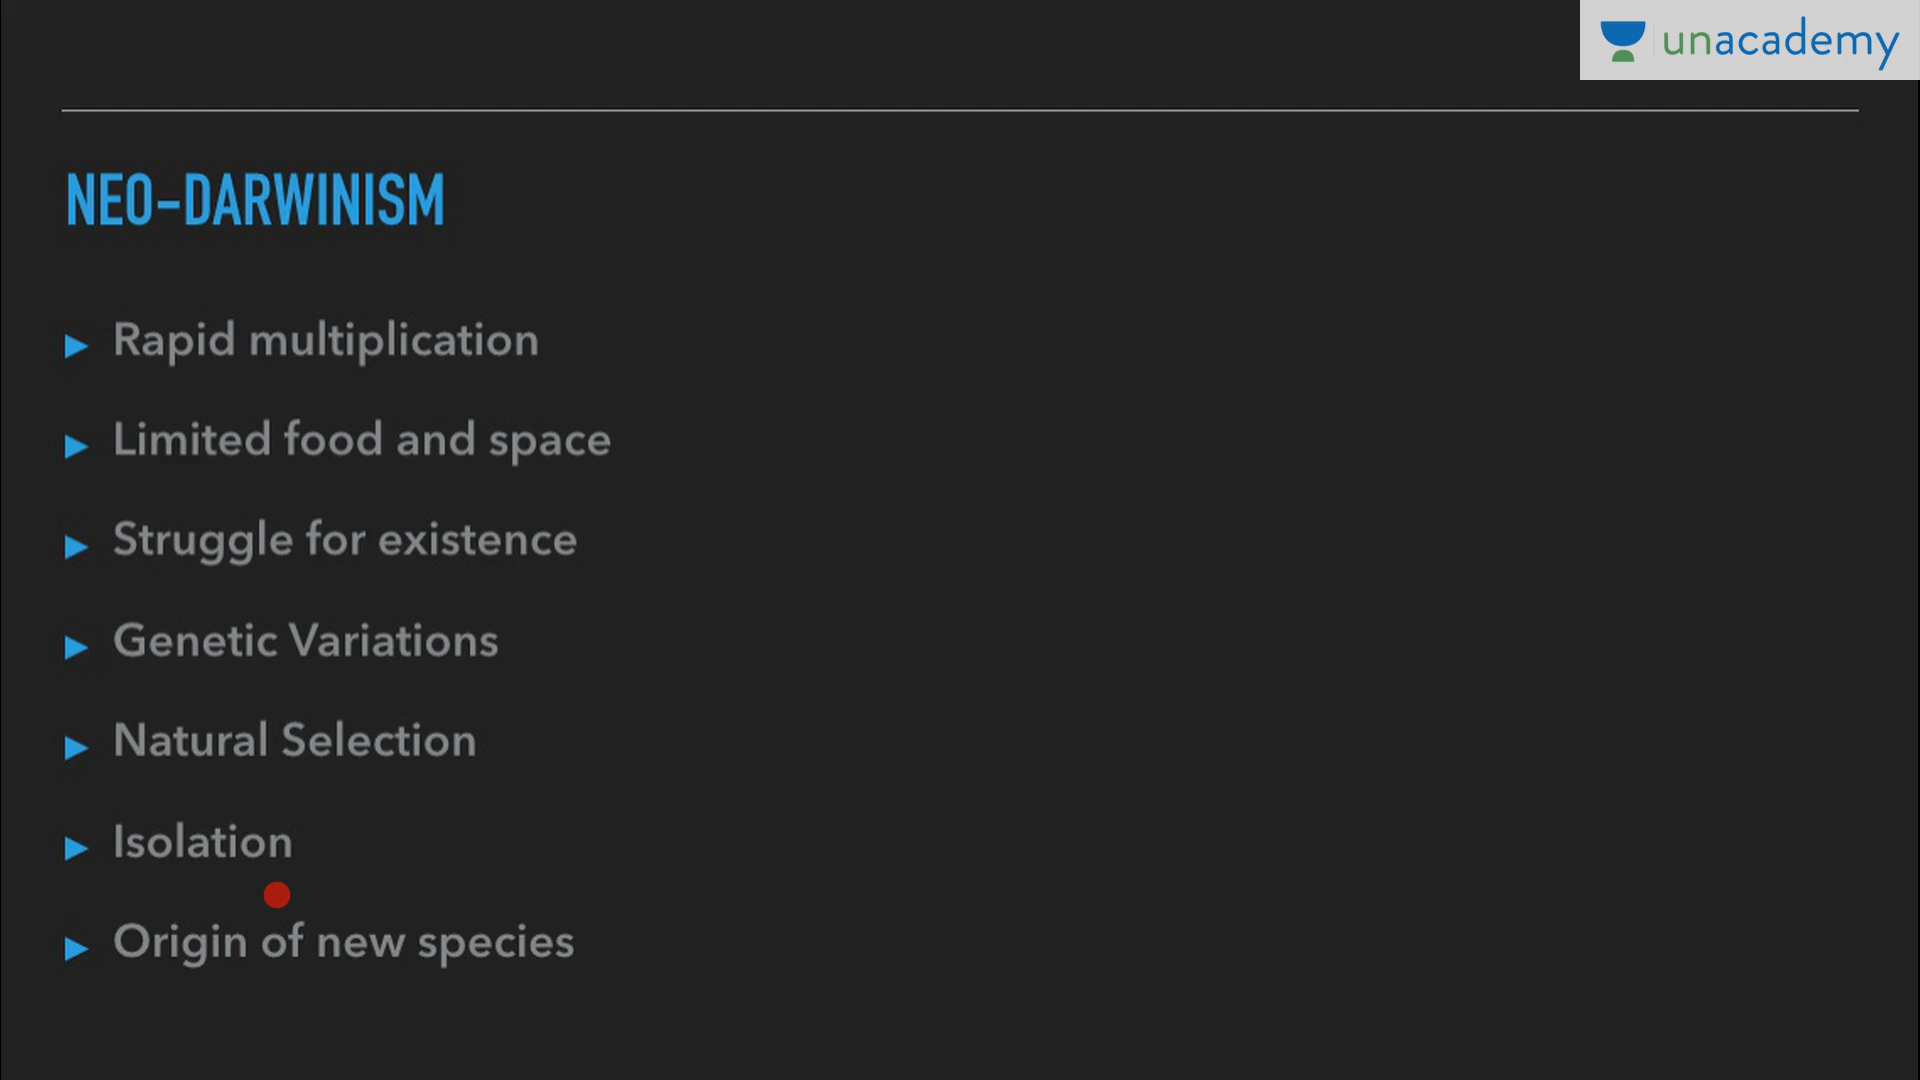 unacademy
NEO-DARWINISM
Rapid multiplication
Limited food and space
Struggle for existence
Genetic Variations
Natural Selection
Isolation
Origin of new species